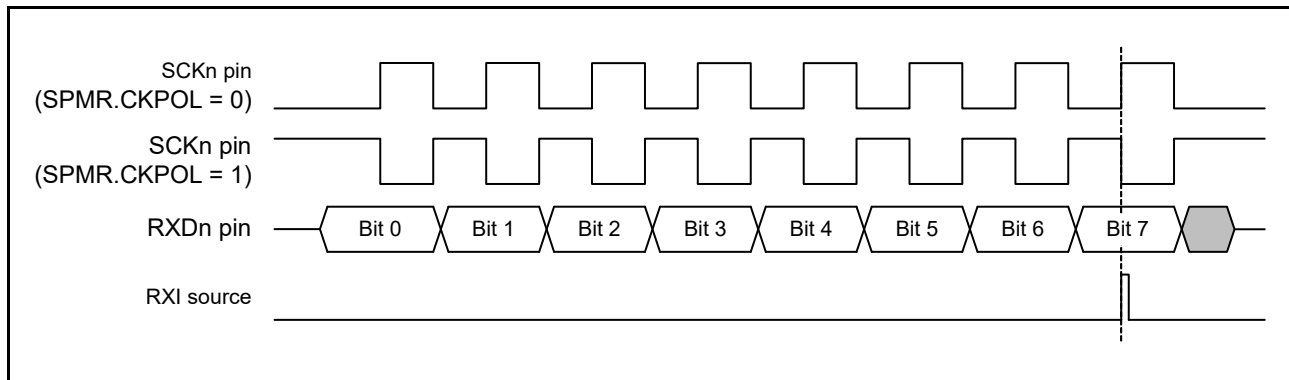 SCKn pin
(SPMR.CKPOL = 0)
SCKn pin
(SPMR.CKPOL = 1)
RXDn pin
Bit 0 Bit 1 Bit 2 Bit 3 Bit 4 Bit 5 Bit 6 Bit 7
RXI source